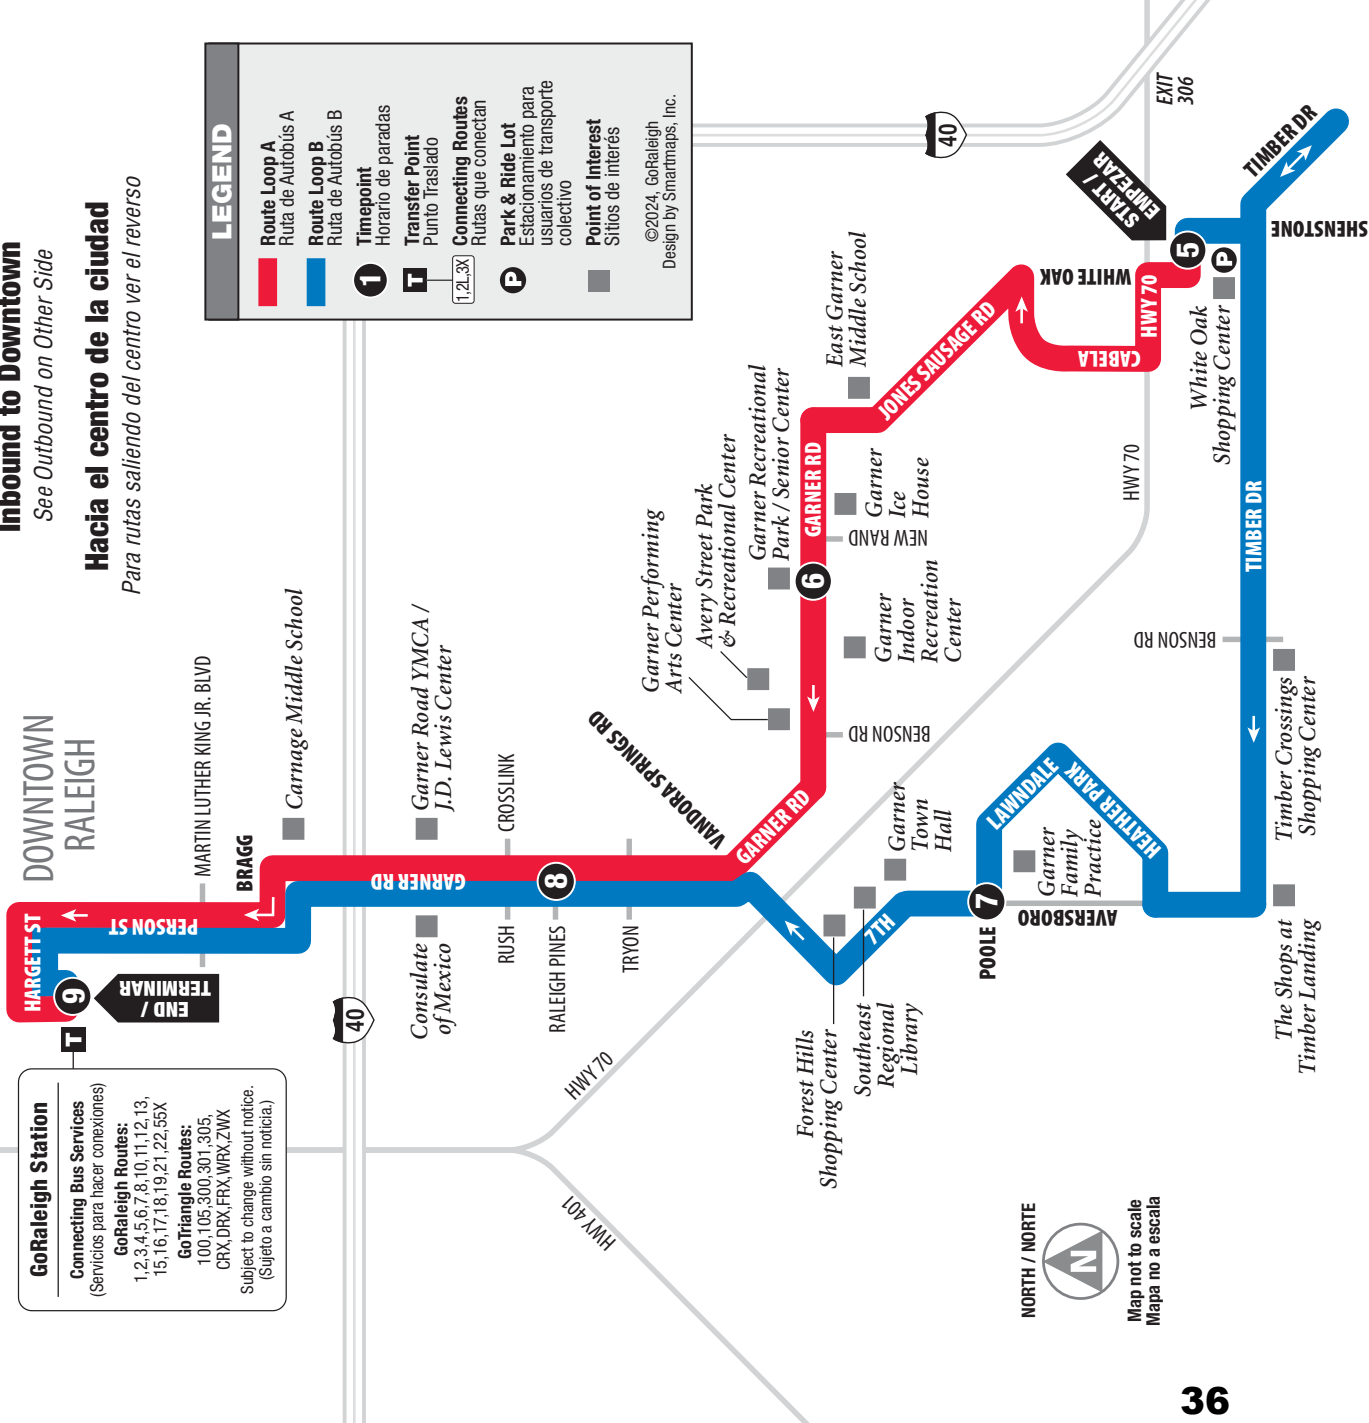 Inbound to Downtown
See Outbound on Other Side
Hacia el centro de la ciudad
Para rutas saliendo del centro ver el reverso
LEGEND
Route Loop A
Ruta de Autobús A
Route Loop B
Ruta de Autobús B
1
Timepoint
Horario de paradas
T
Transfer Point
Punto Traslado
1,2L,3X
Connecting Routes
Rutas que conectan
P
Park & Ride Lot
Estacionamiento para
usuarios de transporte
colectivo
Point of Interest
Sitios de interés
©2024, GoRaleigh
Design by Smartmaps, Inc.
DOWNTOWN
RALEIGH
GoRaleigh Station
Connecting Bus Services
(Servicios para hacer conexiones)
GoRaleigh Routes:
1,2,3,4,5,6,7,8,10,11,12,13,
15,16,17,18,19,21,22,55X
GoTriangle Routes:
100,105,300,301,305,
CRX,DRX,FRX,WRX,ZWX
Subject to change without notice.
(Sujeto a cambio sin noticia.)
T
9
END /
TERMINAR
HARGETT ST
PERSON ST
MARTIN LUTHER KING JR. BLVD
BRAGG
Carnage Middle School
40
GARNER RD
Garner Road YMCA /
J.D. Lewis Center
Consulate
of Mexico
RUSH
CROSSLINK
8
RALEIGH PINES
TRYON
HWY 70
HWY 401
VANDORA SPRINGS RD
GARNER RD
Garner Performing
Arts Center
Avery Street Park
& Recreational Center
Garner Recreational
Park / Senior Center
BENSON RD
6
GARNER RD
NEW RAND
Garner
Indoor
Recreation
Center
Garner
Ice
House
East Garner
Middle School
JONES SAUSAGE RD
WHITE OAK
CABELA
HWY 70
HWY 70
40
EXIT
306
START /
EMPEZAR
5
P
White Oak
Shopping Center
TIMBER DR
SHENSTONE
TIMBER DR
BENSON RD
Timber Crossings
Shopping Center
The Shops at
Timber Landing
Forest Hills
Shopping Center
Southeast
Regional
Library
7TH
Garner
Town
Hall
POOLE
7
AVERSBORO
LAWNDALE
HEATHER PARK
Garner
Family
Practice
NORTH / NORTE
N
Map not to scale
Mapa no a escala
36